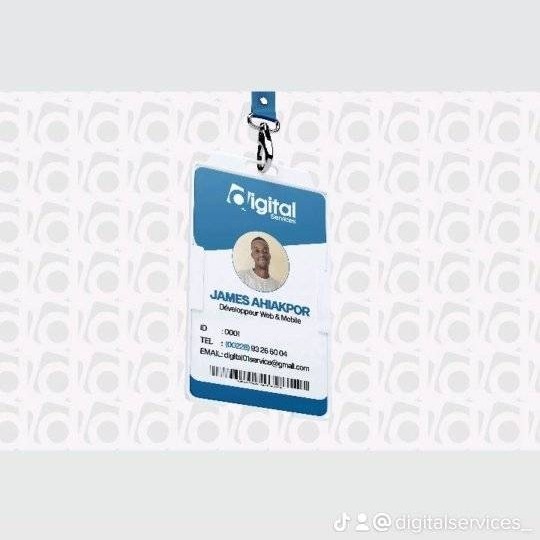 Digital
Services
JAMES AHIAKPOR
Développeur Web & Mobile
ID : 0001
TEL : (00228) 93 26 60 04
EMAIL: digital01service@gmail.com
@digitalservices_